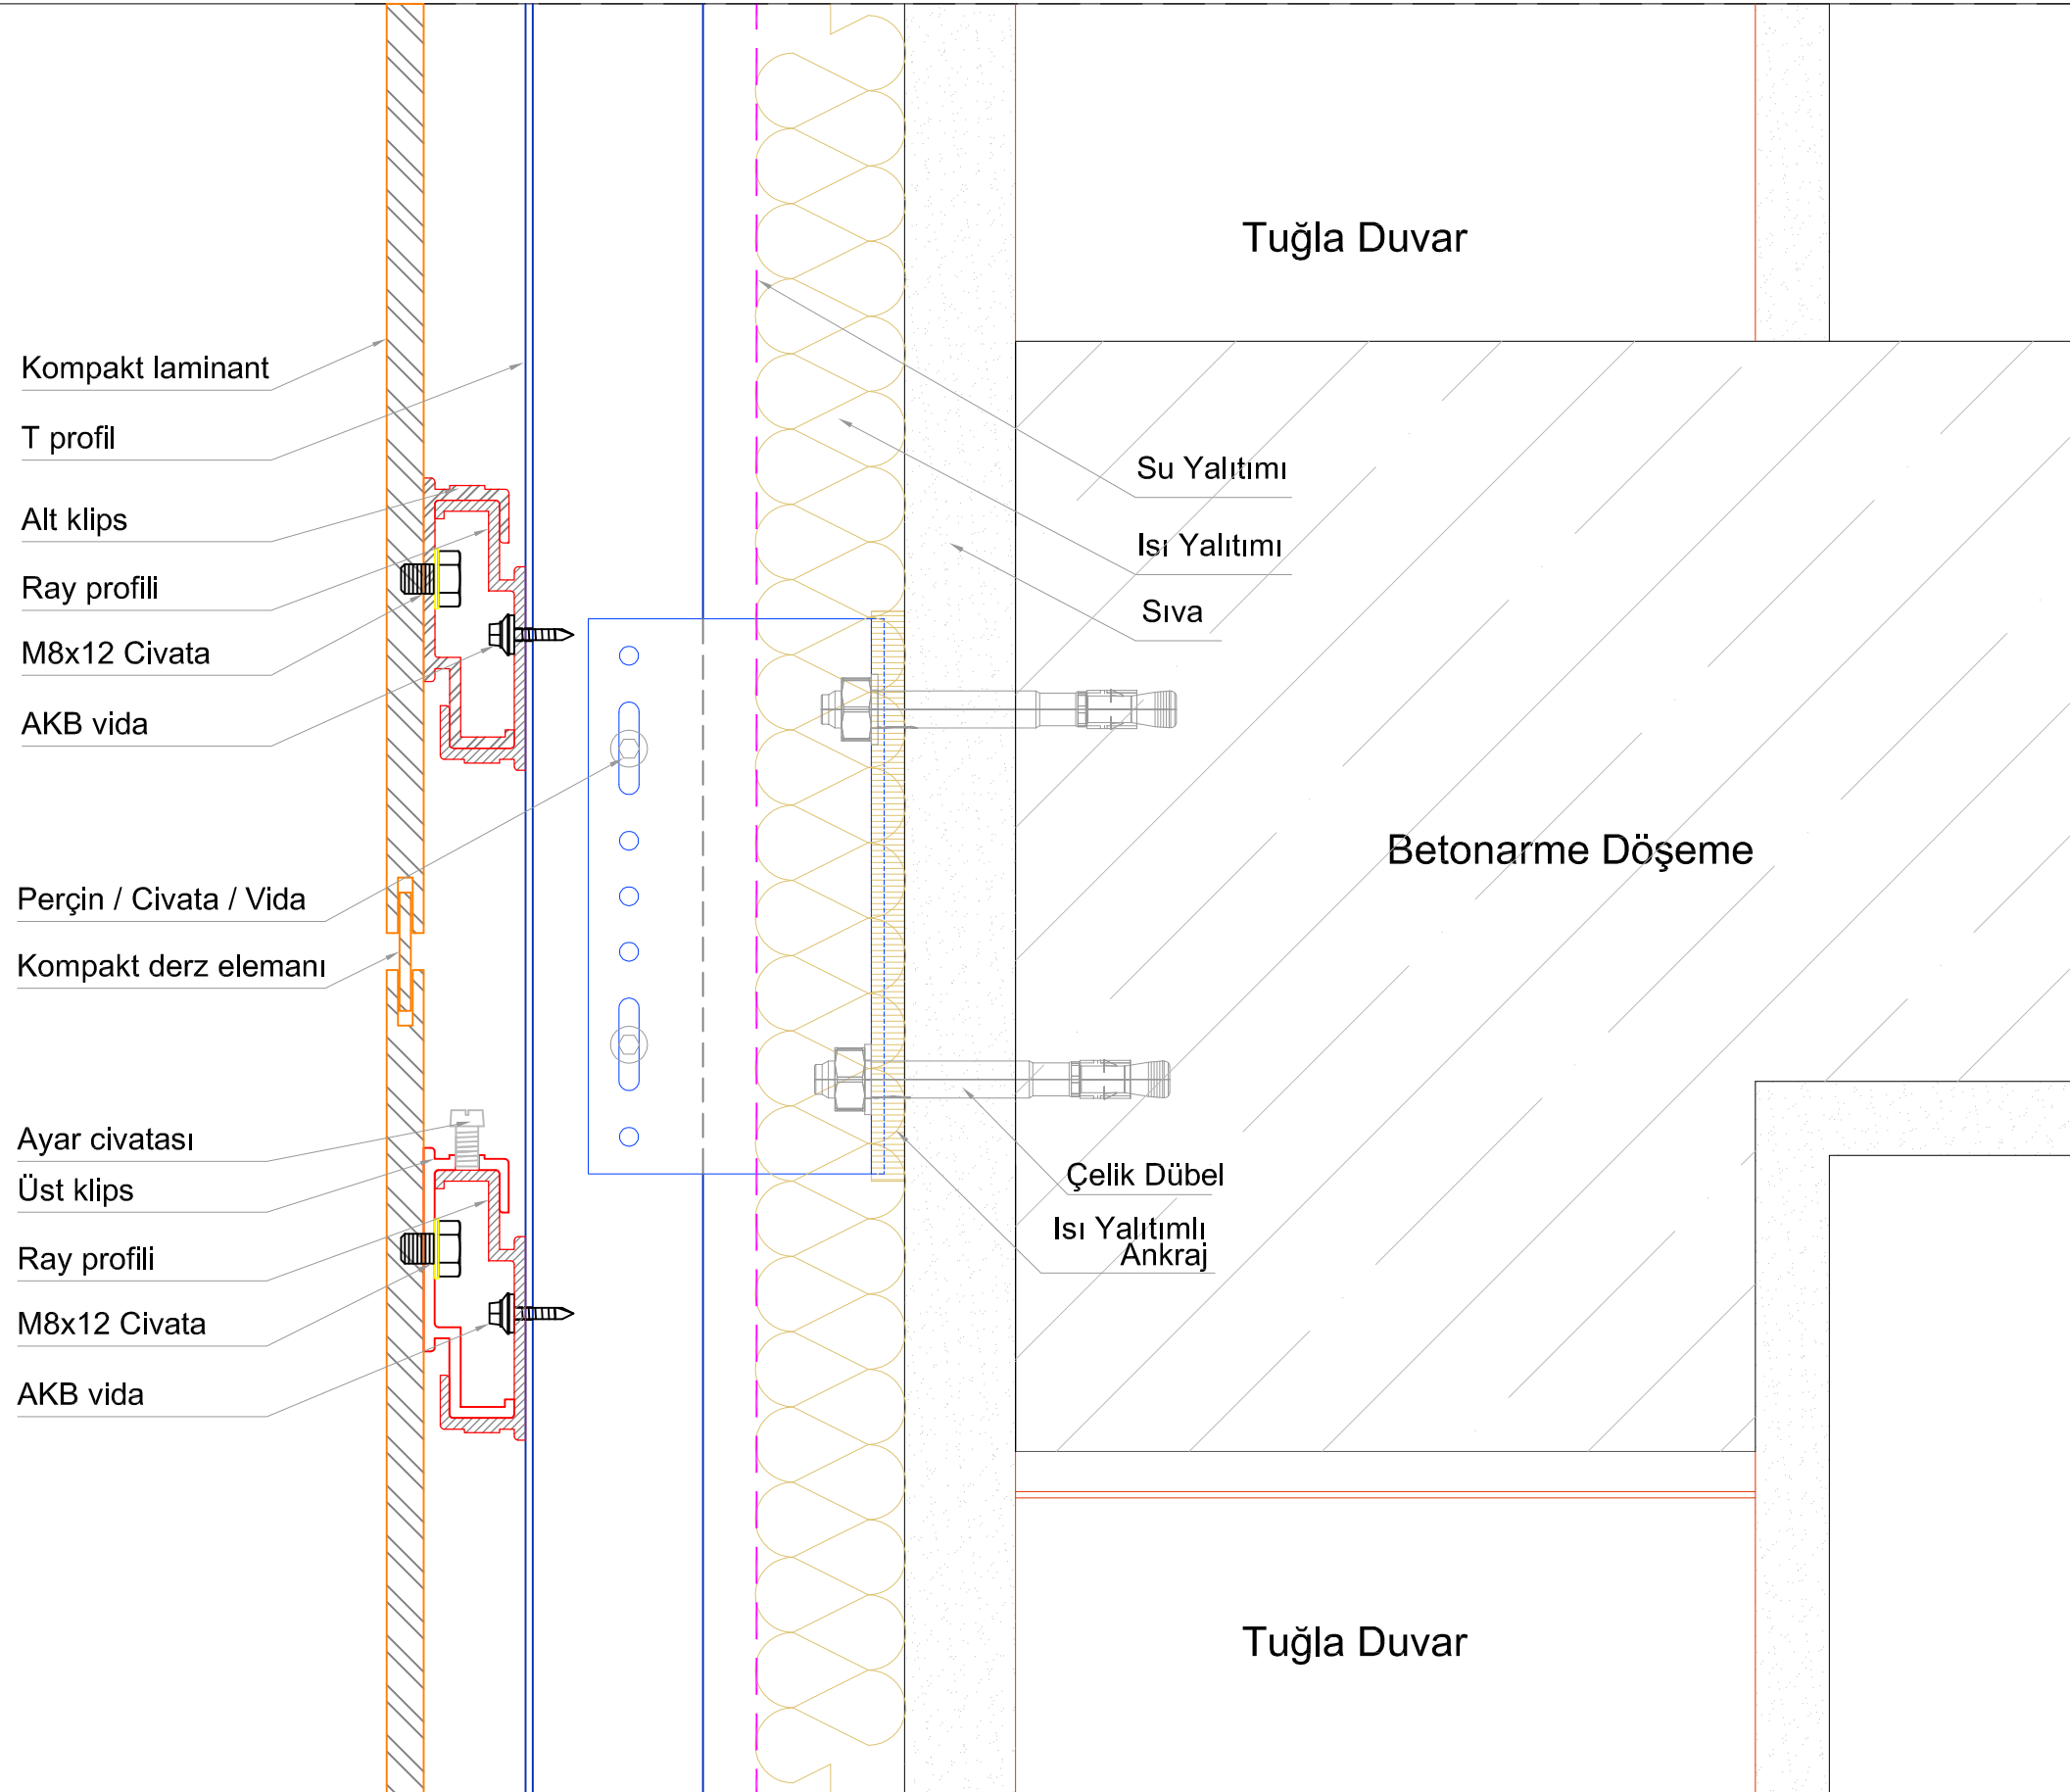 Tuğla Duvar
Kompakt laminant
T profil
Alt klips
Ray profili
M8x12 Civata
AKB vida
Perçin / Civata / Vida
Kompakt derz elemanı
Ayar civatası
Üst klips
Ray profili
M8x12 Civata
AKB vida
Su Yalıtımı
Isı Yalıtımı
Sıva
Betonarme Döşeme
Çelik Dübel
Isı Yalıtımlı
Ankraj
Tuğla Duvar